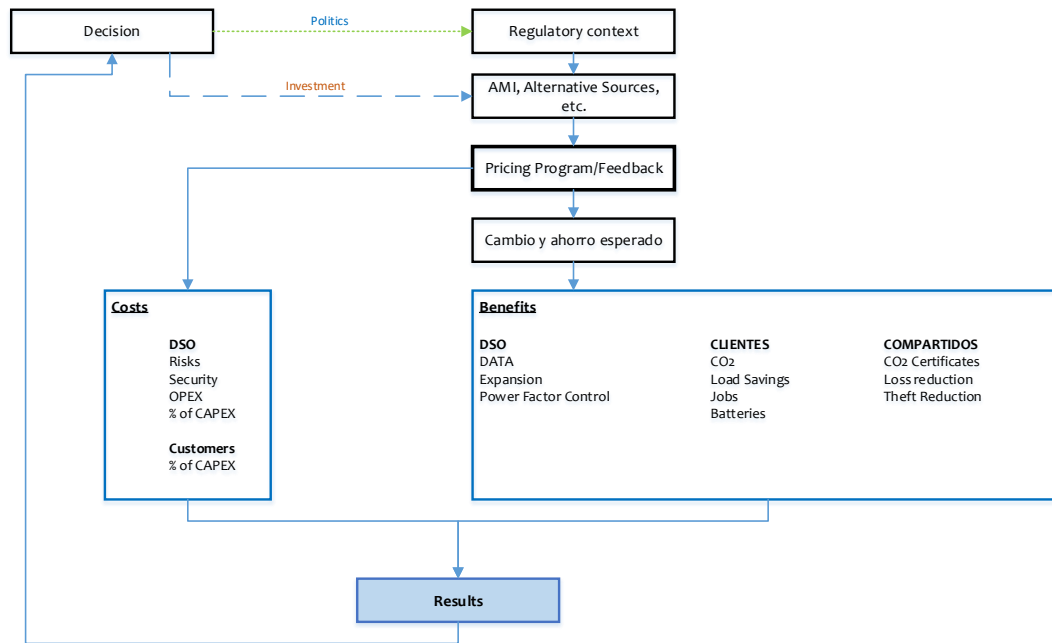 Decision
Politics
Regulatory context
Investment
AMI, Alternative Sources,
etc.
Pricing Program/Feedback
Cambio y ahorro esperado
Costs
DSO
Risks
Security
OPEX
% of CAPEX
Customers
% of CAPEX
Benefits
DSO
DATA
Expansion
Power Factor Control
CLIENTES
CO2
Load Savings
Jobs
Batteries
COMPARTIDOS
CO2 Certificates
Loss reduction
Theft Reduction
Results